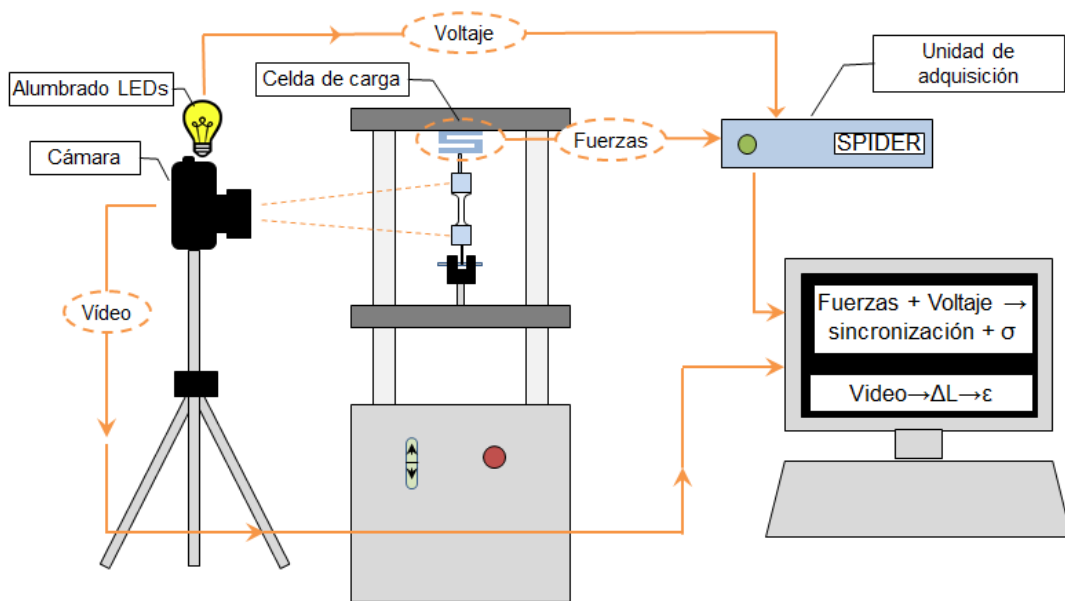 Voltaje
Unidad de
adquisición
Celda de carga
Alumbrado LEDs
Fuerzas
SPIDER
Cámara
Vídeo
Fuerzas + Voltaje →
sincronización + σ
Video→ΔL→ε